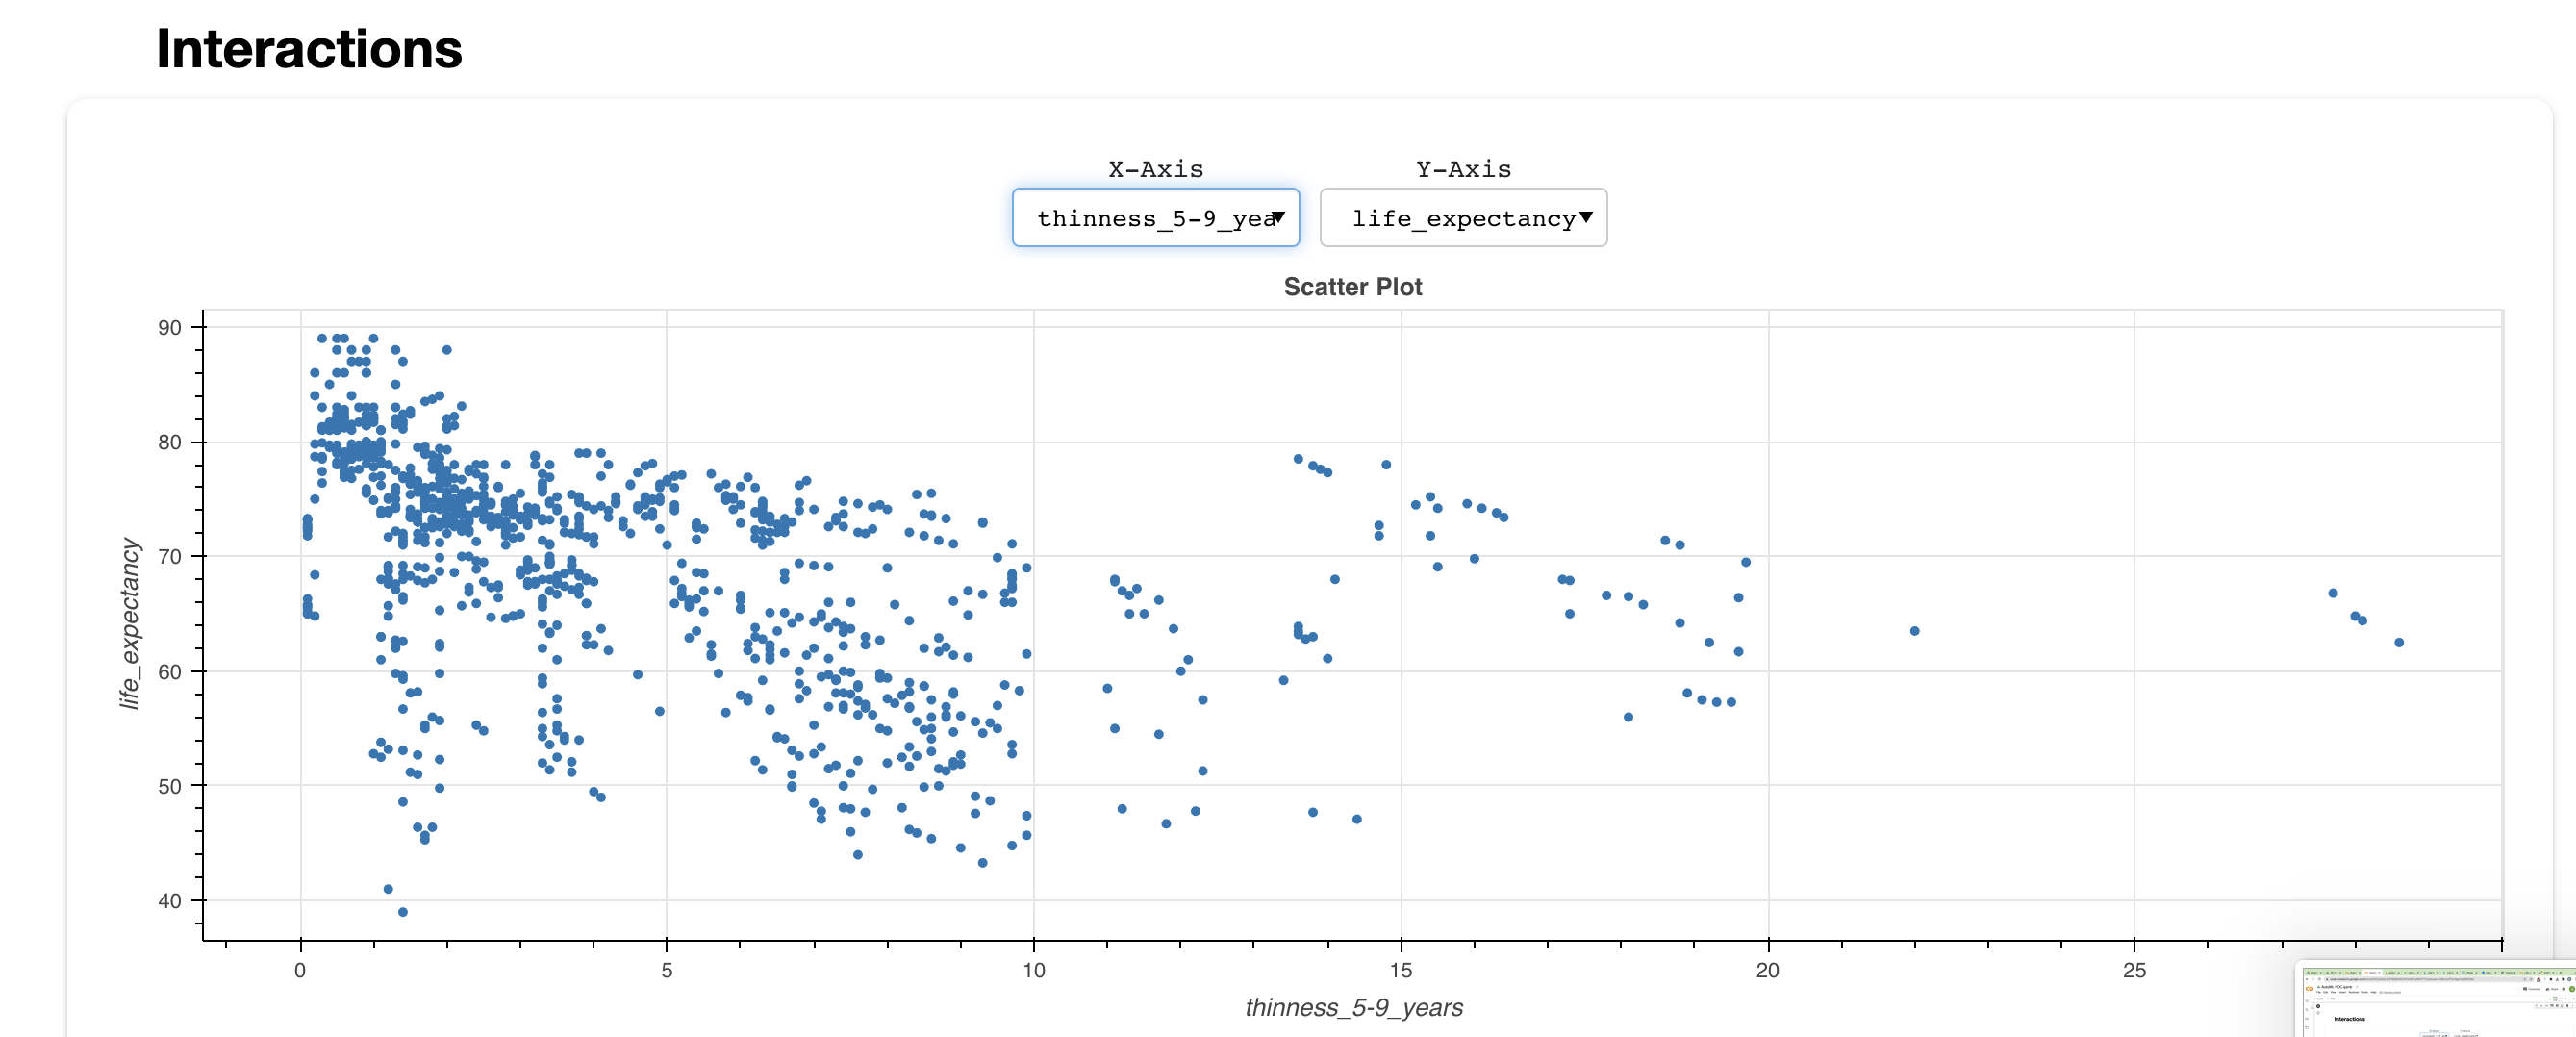 Interactions
X-Axis Y-Axis
thinness_5-9_yea life_expectancy
Scatter Plot
90
80
70
60
50
40
life_expectancy
0 5 10 15 20 25
thinness_5-9_years
Interactions